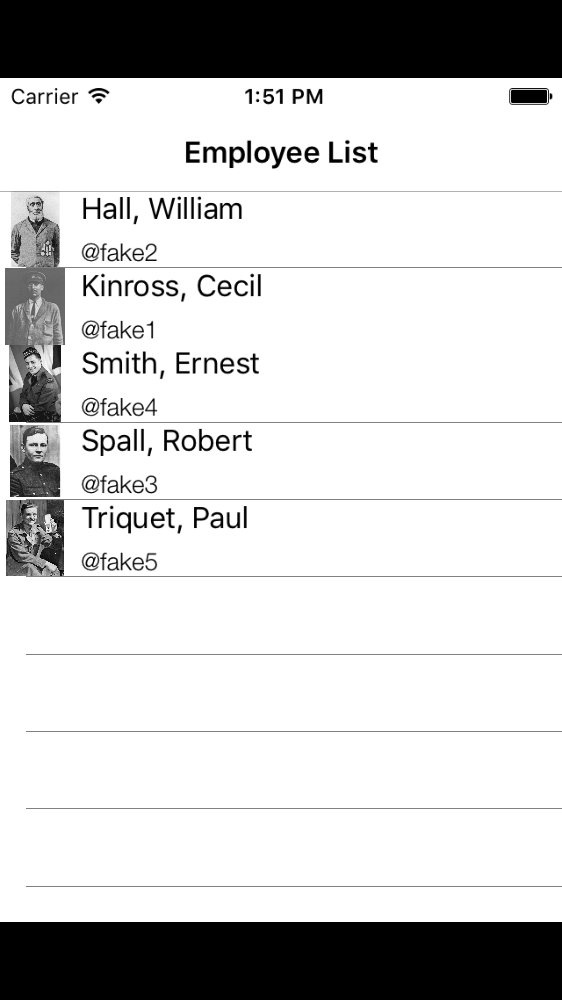 Carrier 1:51 PM
Employee List
Hall, William
@fake2
Kinross, Cecil
@fake1
Smith, Ernest
@fake4
Spall, Robert
@fake3
Triquet, Paul
@fake5